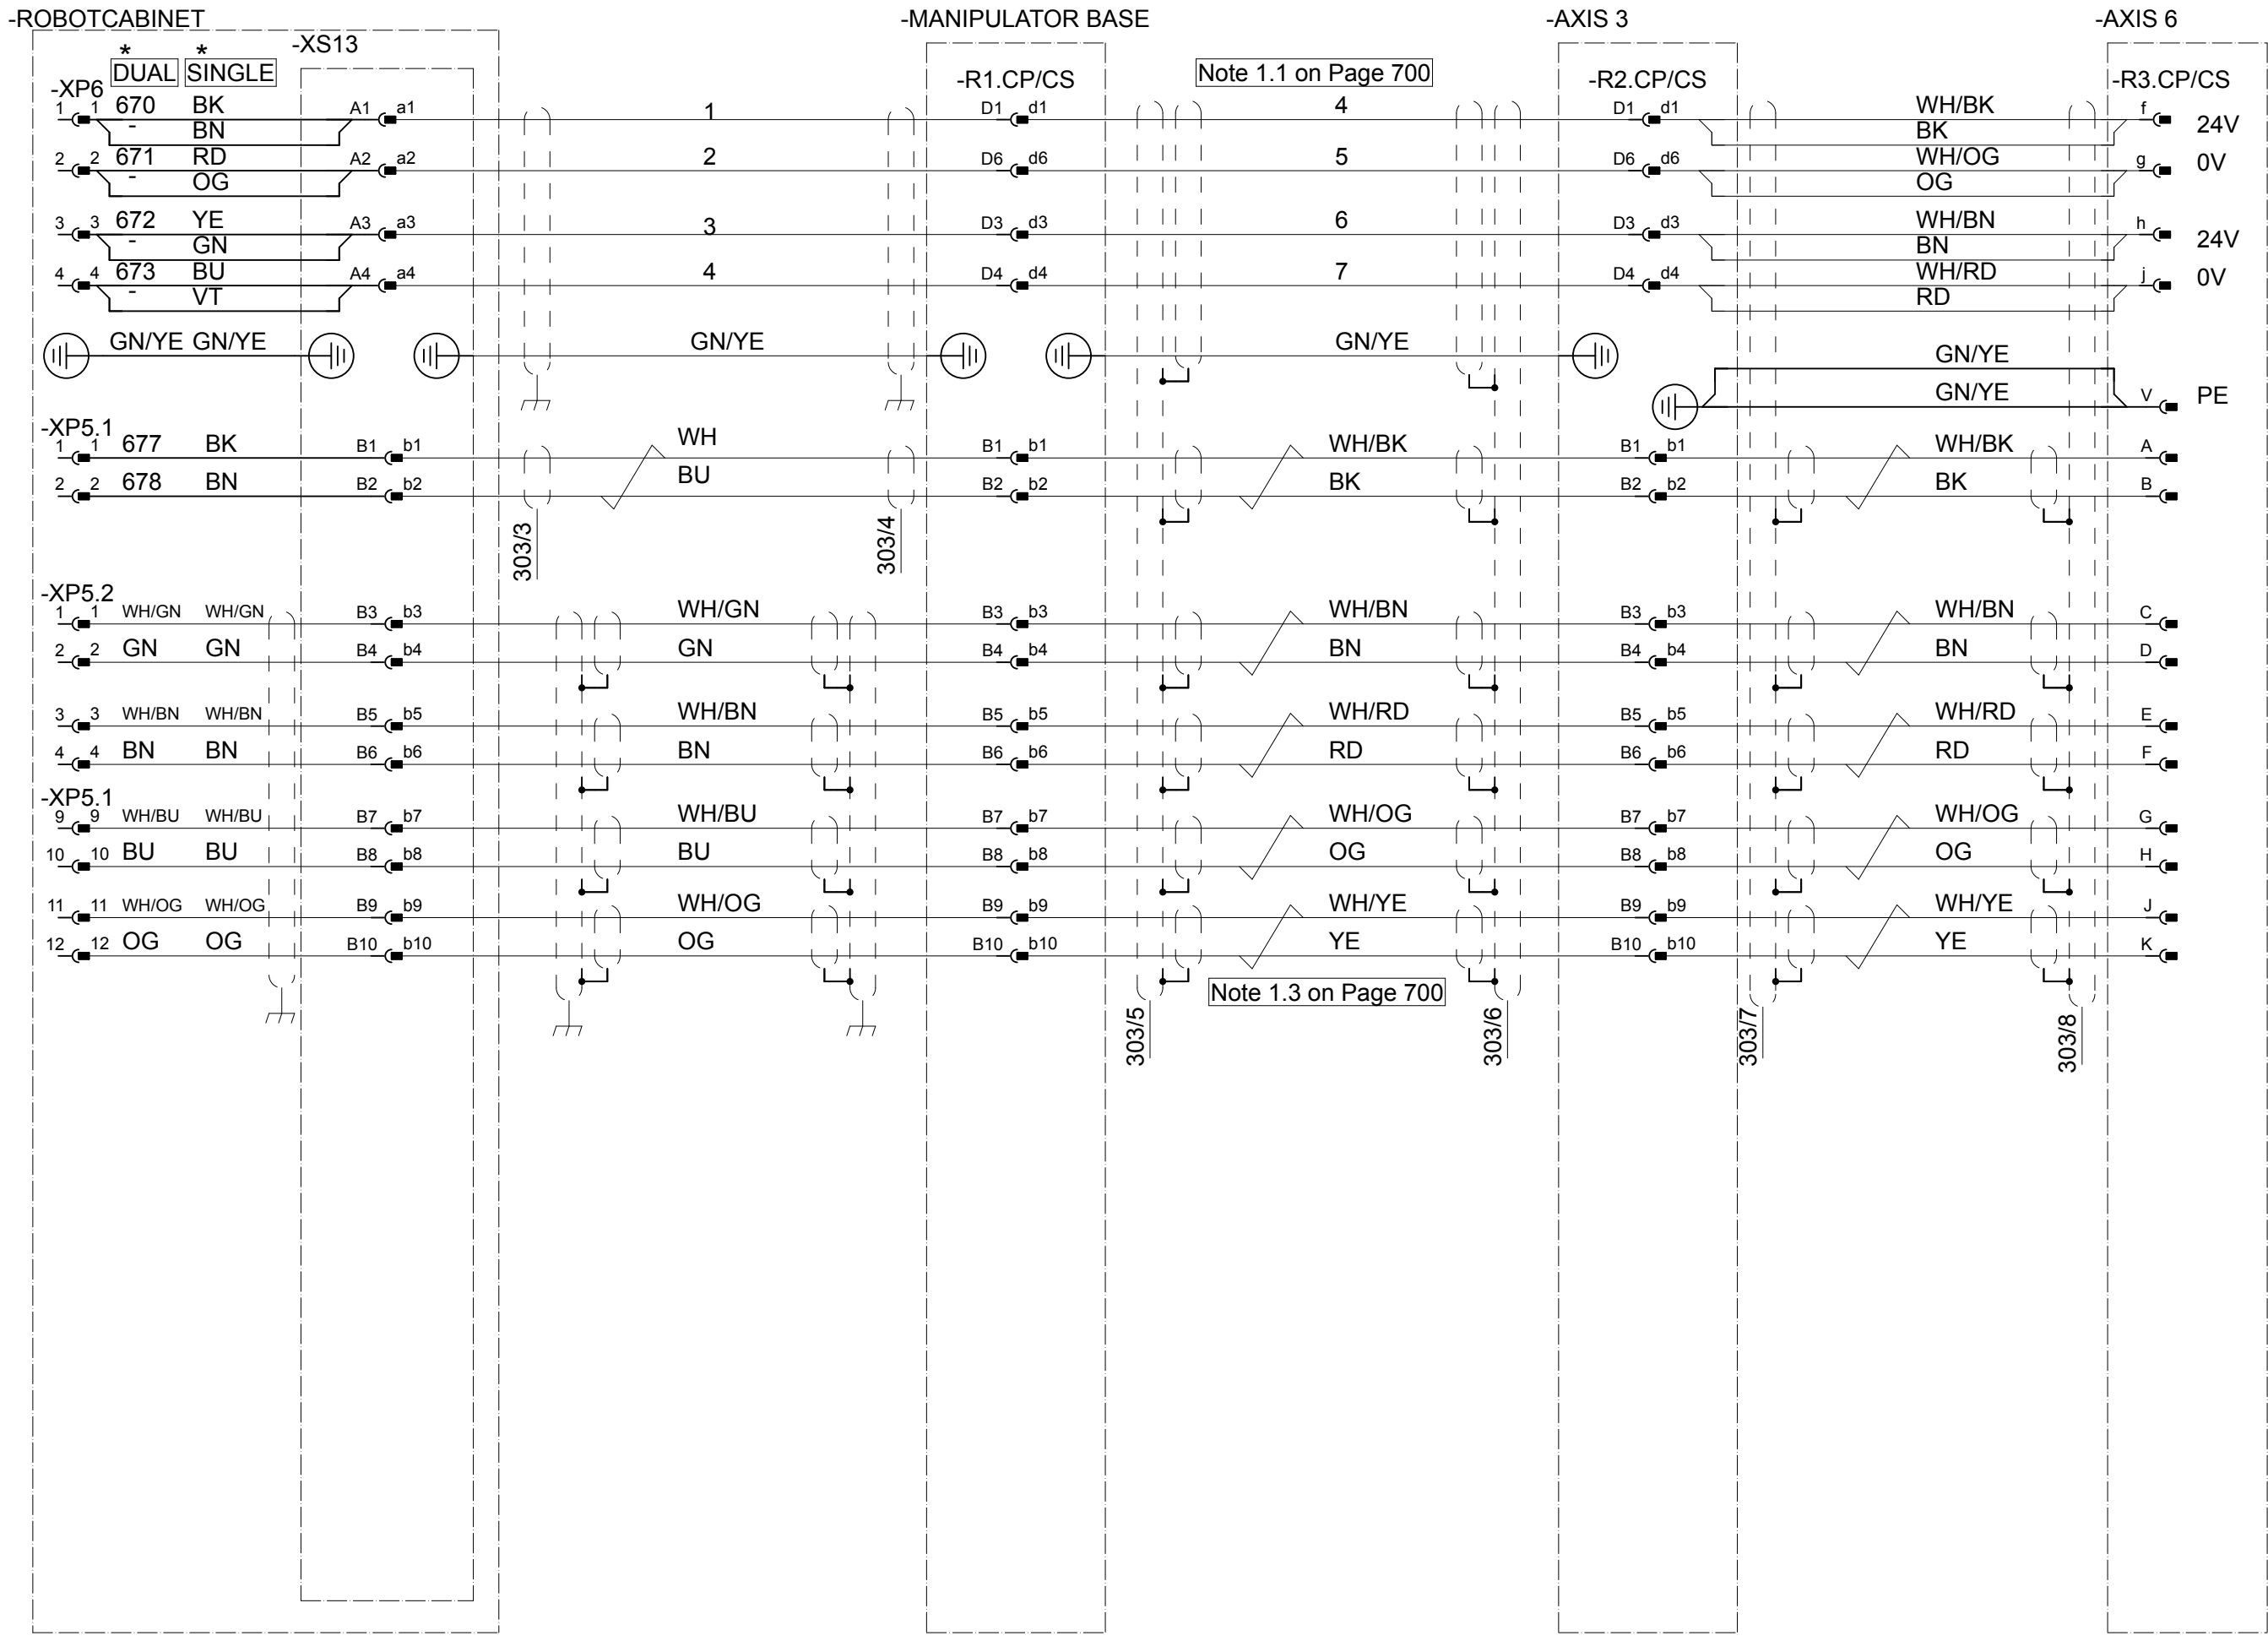 -ROBOTCABINET -MANIPULATOR BASE -AXIS 3 -AXIS 6
* * -XS13
DUAL SINGLE Note 1.1 on Page 700
-XP6 -R1.CP/CS -R2.CP/CS -R3.CP/CS
1 1 670 BK A1 a1 1 D1 d1 4 D1 d1 WH/BK f 24V
- BN BK
2 2 671 RD A2 a2 2 D6 d6 5 D6 d6 WH/OG g 0V
- OG OG
3 3 672 YE A3 a3 3 D3 d3 6 D3 d3 WH/BN h 24V
- GN BN
4 4 673 BU A4 a4 4 D4 d4 7 D4 d4 WH/RD j 0V
- VT RD
GN/YE GN/YE GN/YE GN/YE GN/YE
GN/YE V PE
-XP5.1
1 1 677 BK B1 b1 WH B1 b1 WH/BK B1 b1 WH/BK A
2 2 678 BN B2 b2 BU B2 b2 BK B2 b2 BK B
303/3 303/4
-XP5.2
1 1 WH/GN WH/GN B3 b3 WH/GN B3 b3 WH/BN B3 b3 WH/BN C
2 2 GN GN B4 b4 GN B4 b4 BN B4 b4 BN D
3 3 WH/BN WH/BN B5 b5 WH/BN B5 b5 WH/RD B5 b5 WH/RD E
4 4 BN BN B6 b6 BN B6 b6 RD B6 b6 RD F
-XP5.1
9 9 WH/BU WH/BU B7 b7 WH/BU B7 b7 WH/OG B7 b7 WH/OG G
10 10 BU BU B8 b8 BU B8 b8 OG B8 b8 OG H
11 11 WH/OG WH/OG B9 b9 WH/OG B9 b9 WH/YE B9 b9 WH/YE J
12 12 OG OG B10 b10 OG B10 b10 YE B10 b10 YE K
Note 1.3 on Page 700
303/5 303/6 303/7 303/8